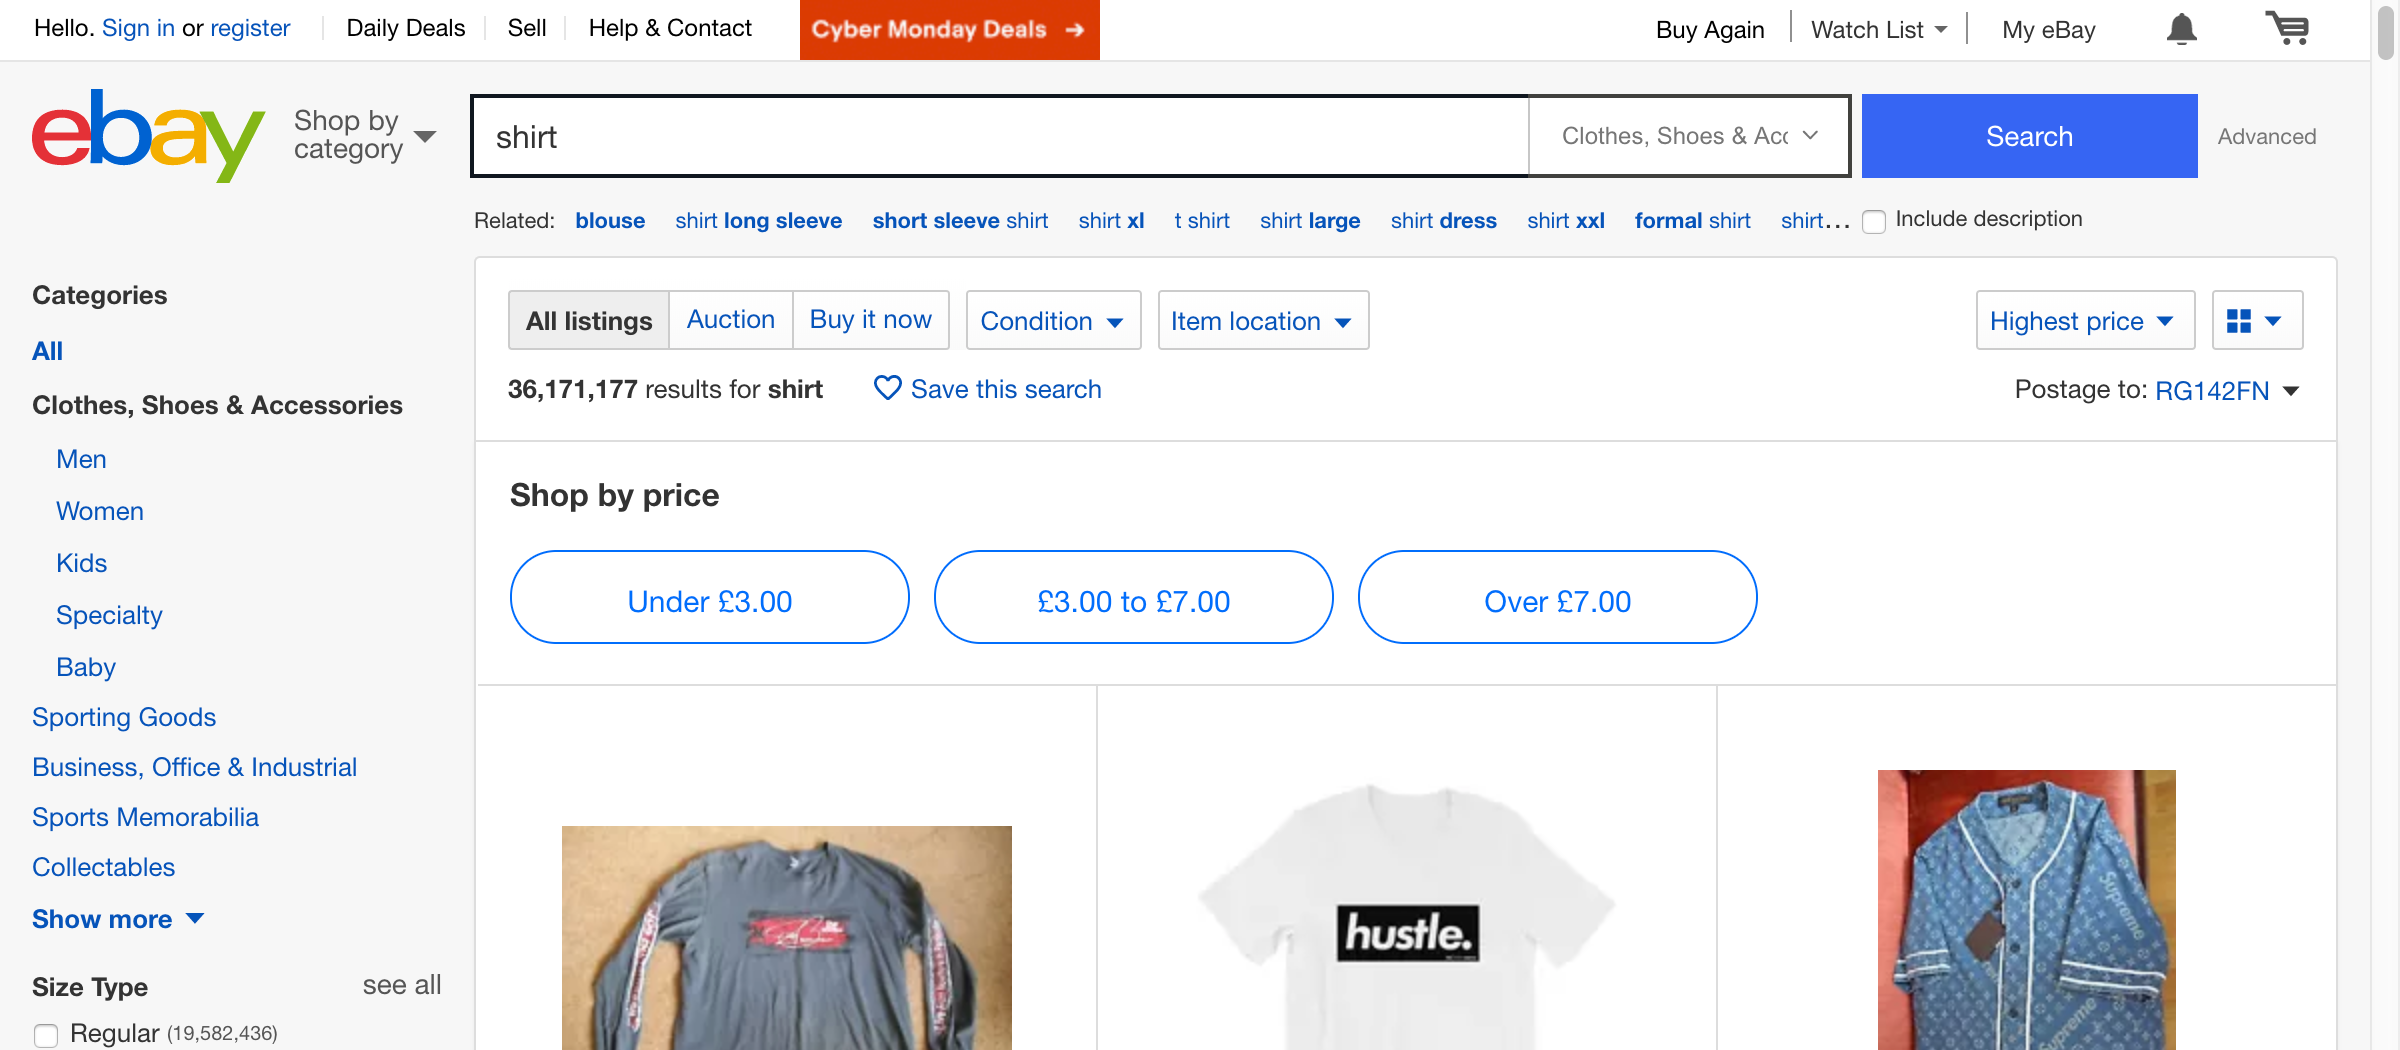 Hello. Sign in or register
Daily Deals
Sell
Help & Contact
Cyber Monday Deals →
Buy Again
Watch List
My eBay
ebay
Shop by
category
shirt
Clothes, Shoes & Acc
Search
Advanced
Related: blouse shirt long sleeve short sleeve shirt shirt xl t shirt shirt large shirt dress shirt xxl formal shirt shirt...
Include description
Categories
All
Clothes, Shoes & Accessories
Men
Women
Kids
Specialty
Baby
Sporting Goods
Business, Office & Industrial
Sports Memorabilia
Collectables
Show more
Size Type
see all
Regular (19,582,436)
All listings
Auction
Buy it now
Condition
Item location
Highest price
36,171,177 results for shirt
Save this search
Postage to: RG142FN
Shop by price
Under £3.00
£3.00 to £7.00
Over £7.00
hustle.
Supreme
Supreme